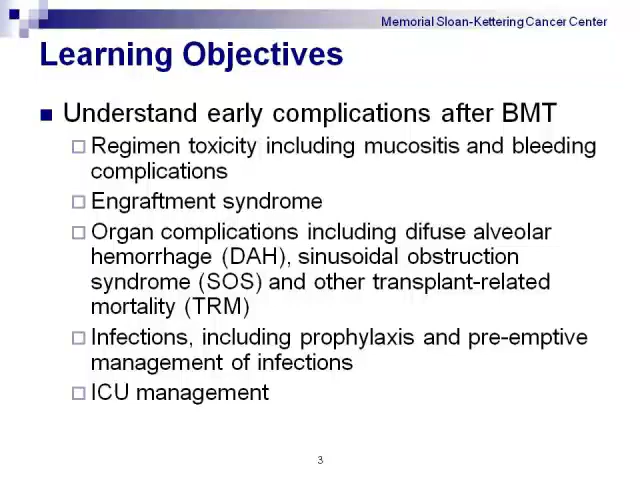 Memorial Sloan-Kettering Cancer Center
Learning Objectives
Understand early complications after BMT
Regimen toxicity including mucositis and bleeding
complications
Engraftment syndrome
Organ complications including difuse alveolar
hemorrhage (DAH), sinusoidal obstruction
syndrome (SOS) and other transplant-related
mortality (TRM)
Infections, including prophylaxis and pre-emptive
management of infections
ICU management
3